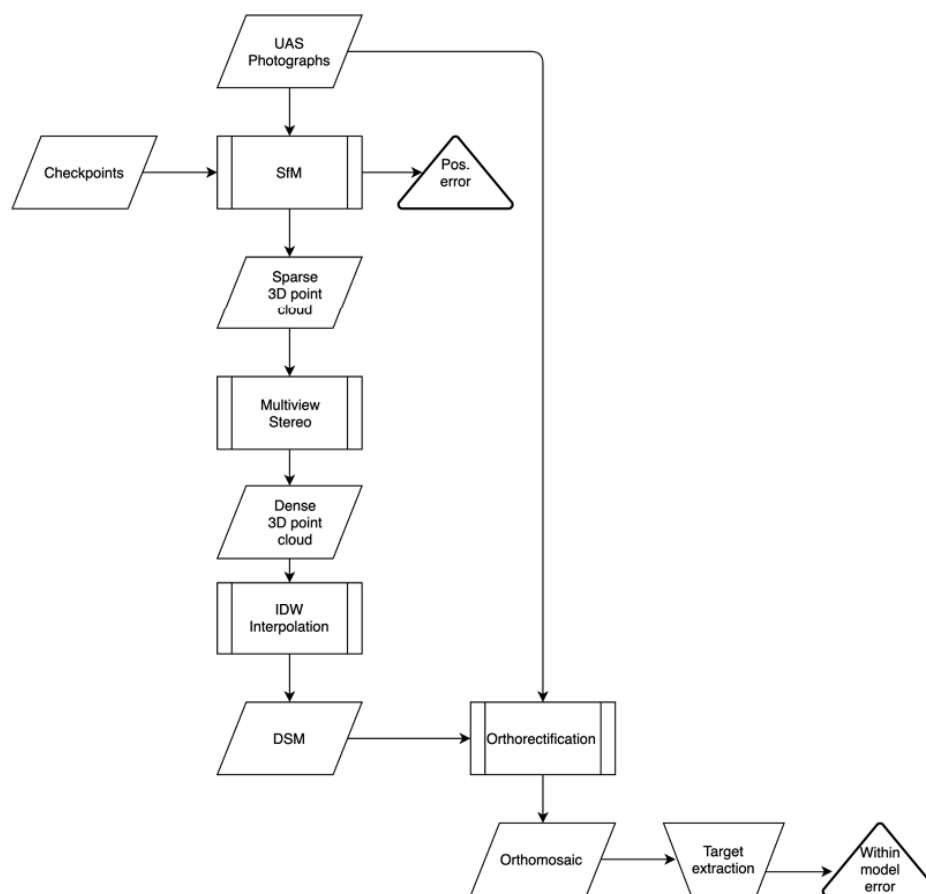 UAS
Photographs
Checkpoints
SfM
Pos.
error
Sparse
3D point
cloud
Multiview
Stereo
Dense
3D point
cloud
IDW
Interpolation
DSM
Orthorectification
Orthomosaic
Target
extraction
Within
model
error